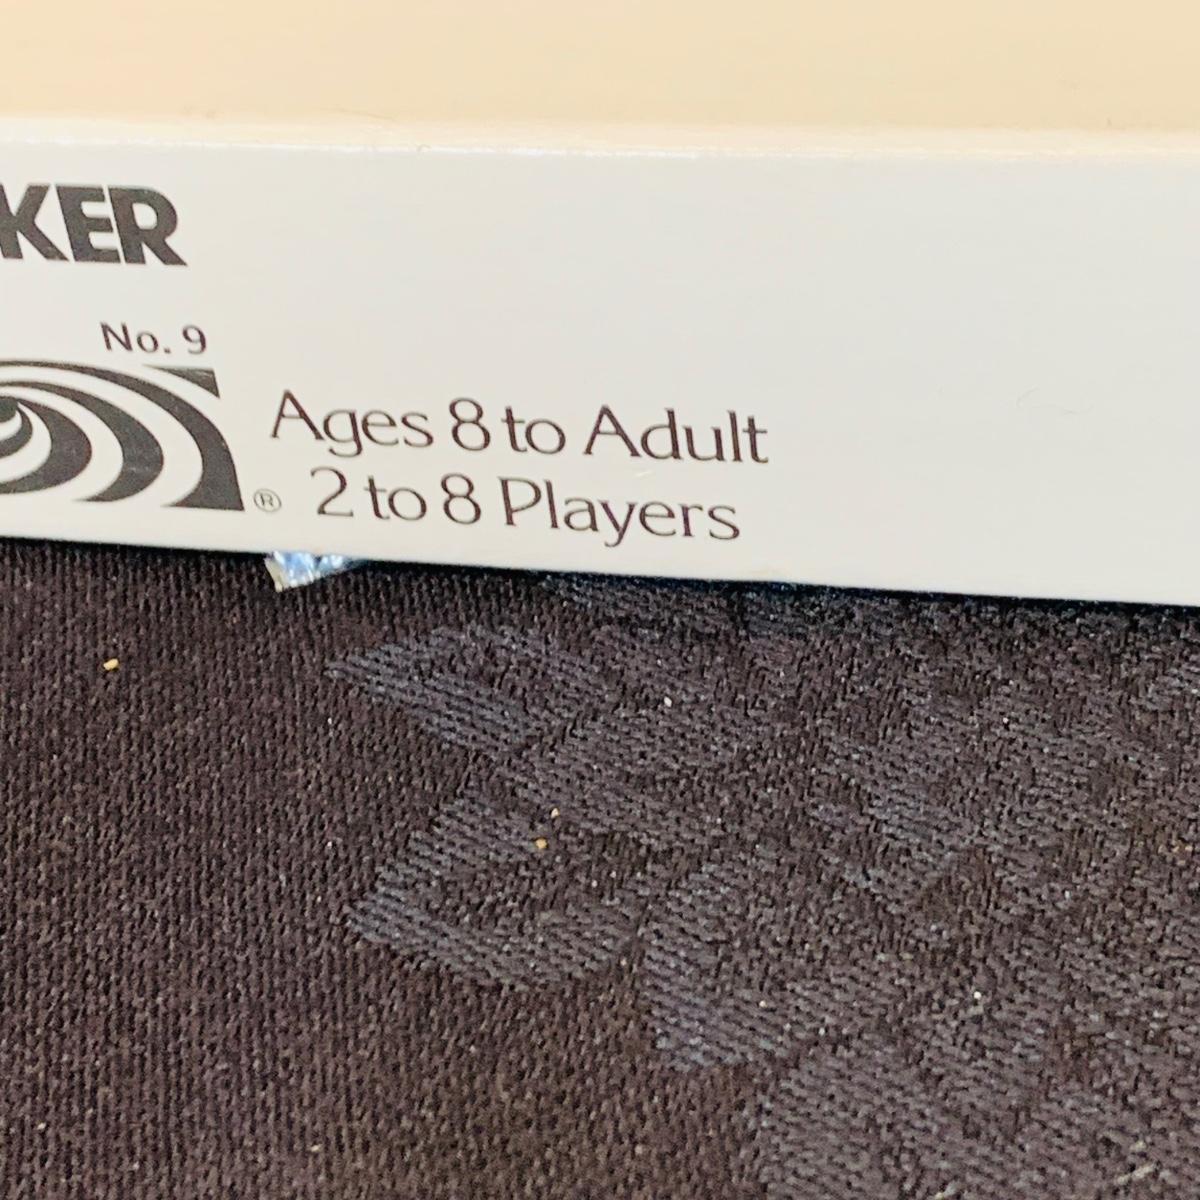 KER
No. 9
®
Ages 8 to Adult
2 to 8 Players